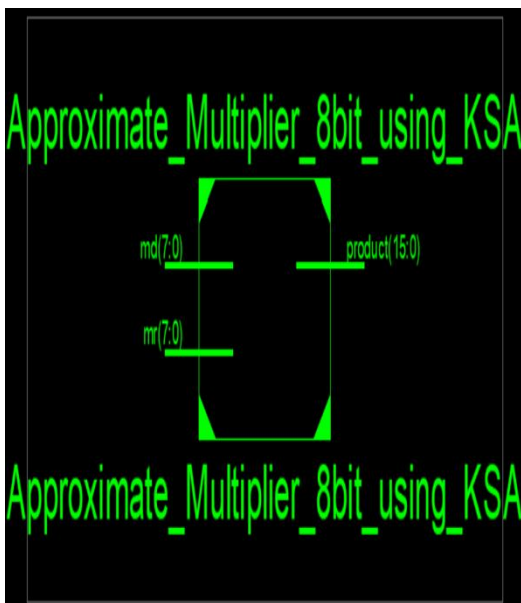 Approximate_Multiplier_8bit_using_KSA
md(7:0)
product(15:0)
mr(7:0)
Approximate_Multiplier_8bit_using_KSA